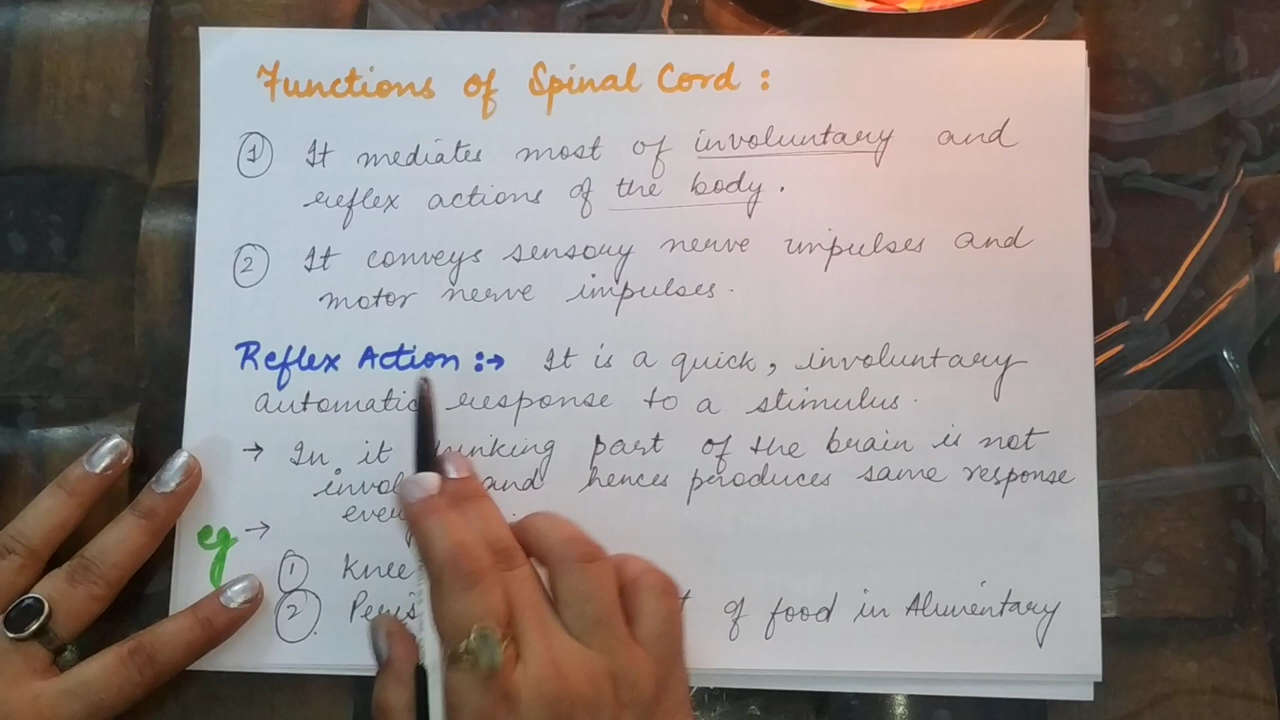 Functions of Spinal Cord :
① It mediates most of involuntary and
reflex actions of the body.
② It conveys sensory nerve impulses and
motor nerve impulses.
Reflex Action :→ It is a quick, involuntary
automatic response to a stimulus.
→ In it thinking part of the brain is not
and hences produces same response
eg →
① Knee
② of food in Alimentary